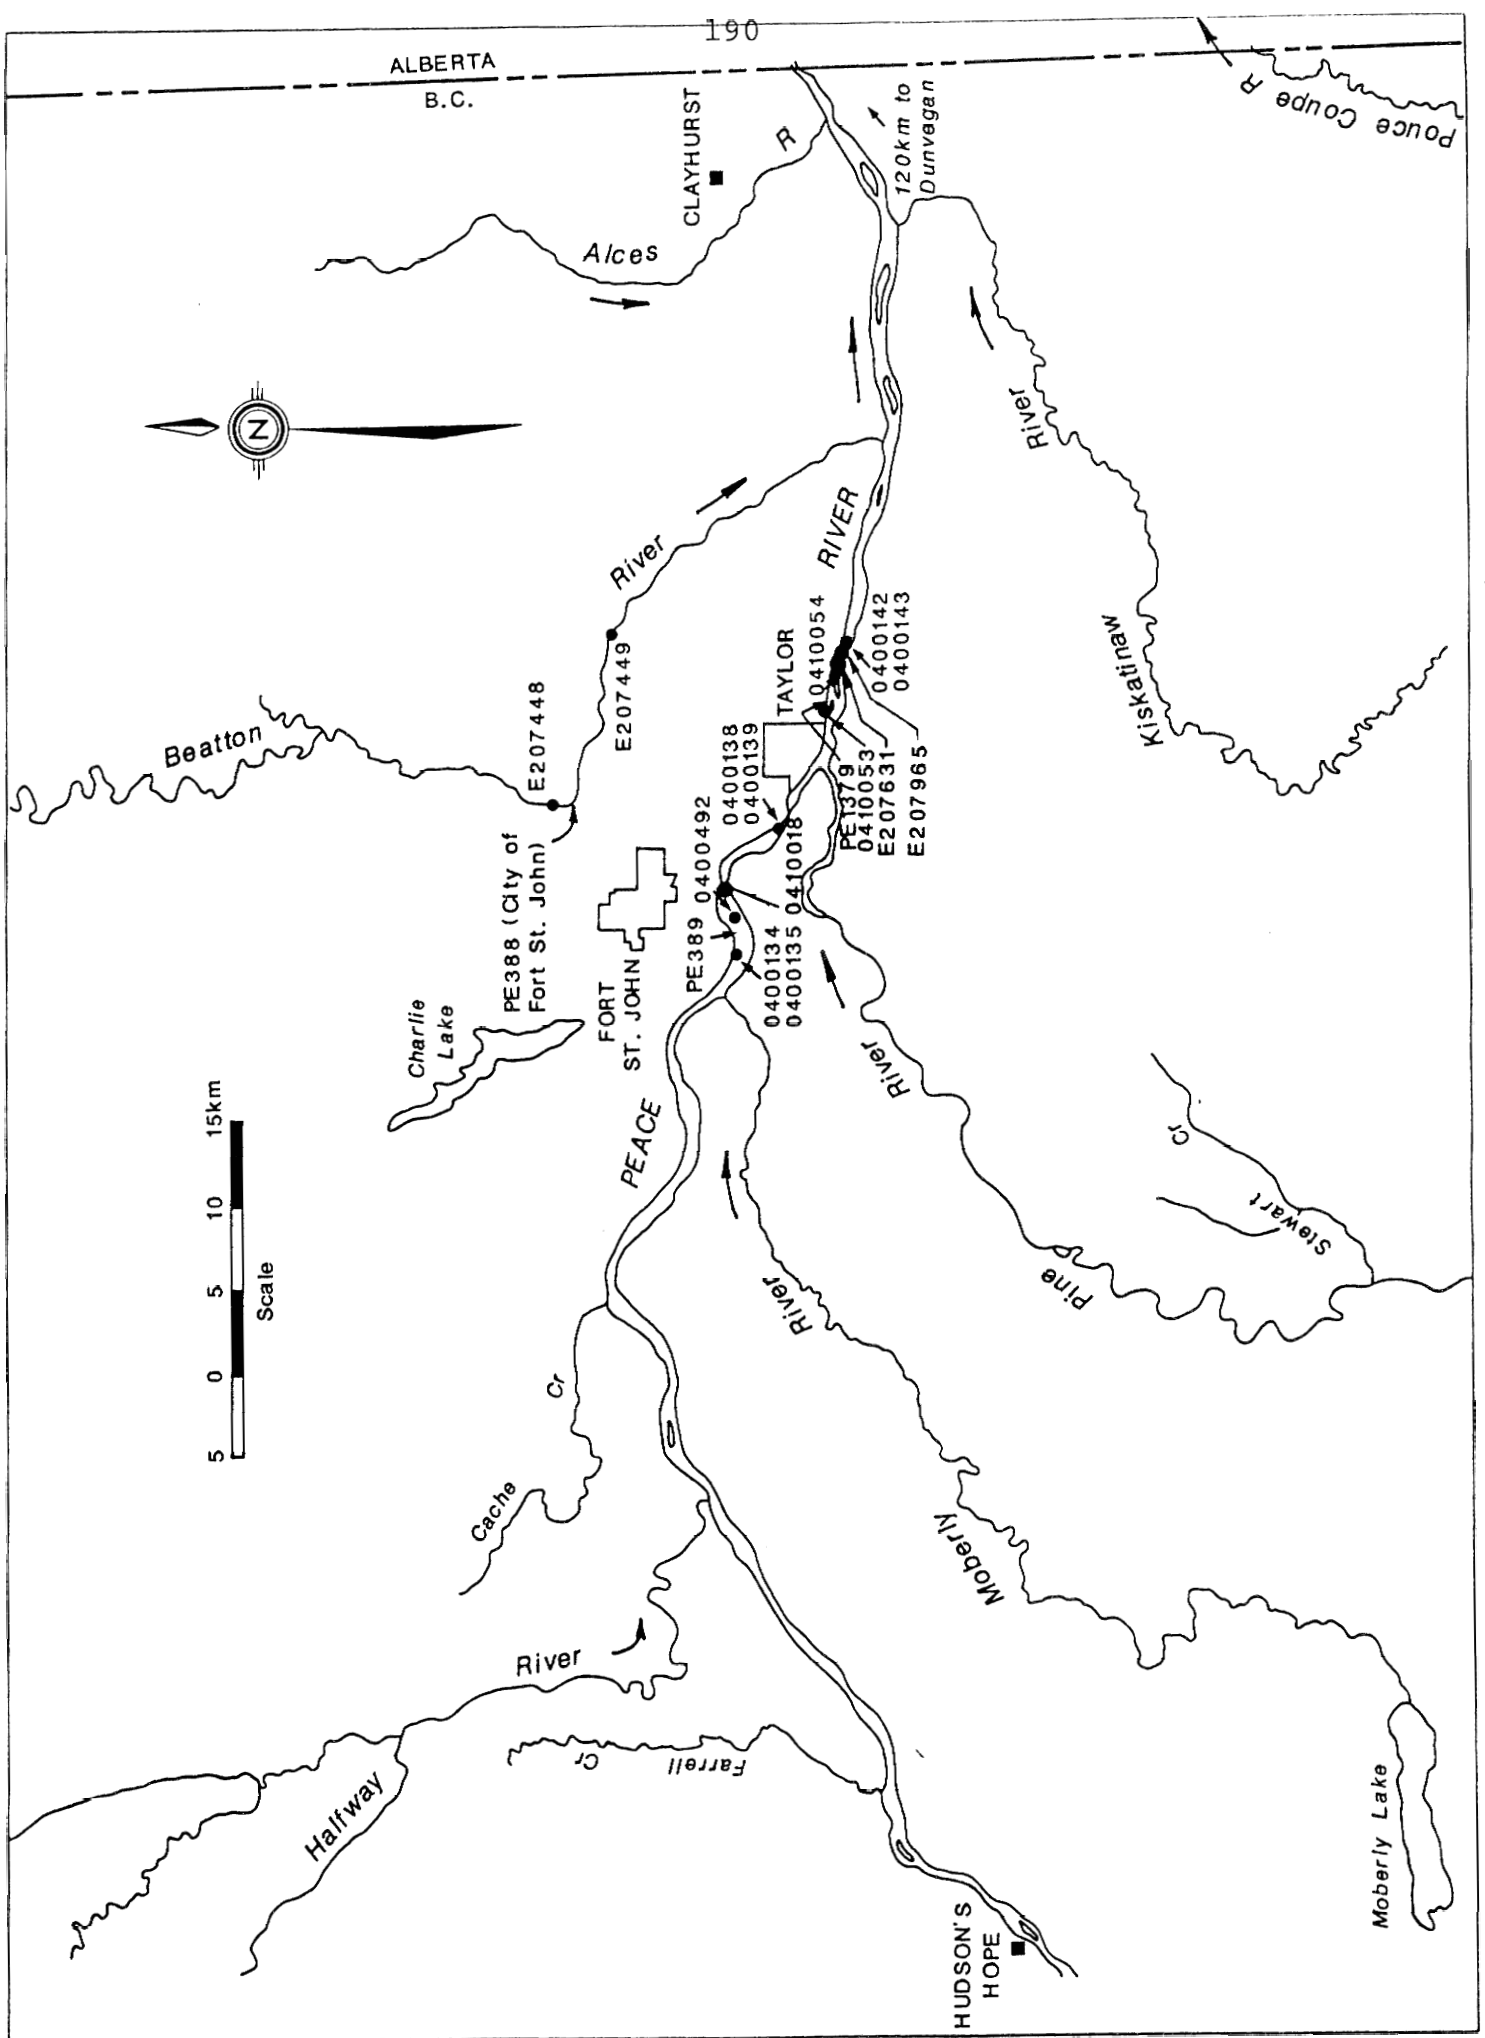 190
ALBERTA
B.C.
CLAYHURST
Alces
R
120km to
Dunvegan
Pouce Coupe R
N
Beatton
River
E207448
E207449
PE388 (City of
Fort St. John)
Charlie
Lake
FORT
ST. JOHN
PE389
0400492
0400138
0400139
TAYLOR
0410054
RIVER
0400142
0400143
PE1379
0410053
E207631
E207965
0410018
0400134
0400135
River
Kiskatinaw
PEACE
River
Pine
Cr
Stewart
River
Moberly
5 0 5 10 15km
Scale
Cache
Cr
River
Halfway
Farrell
Cr
HUDSON'S
HOPE
Moberly Lake